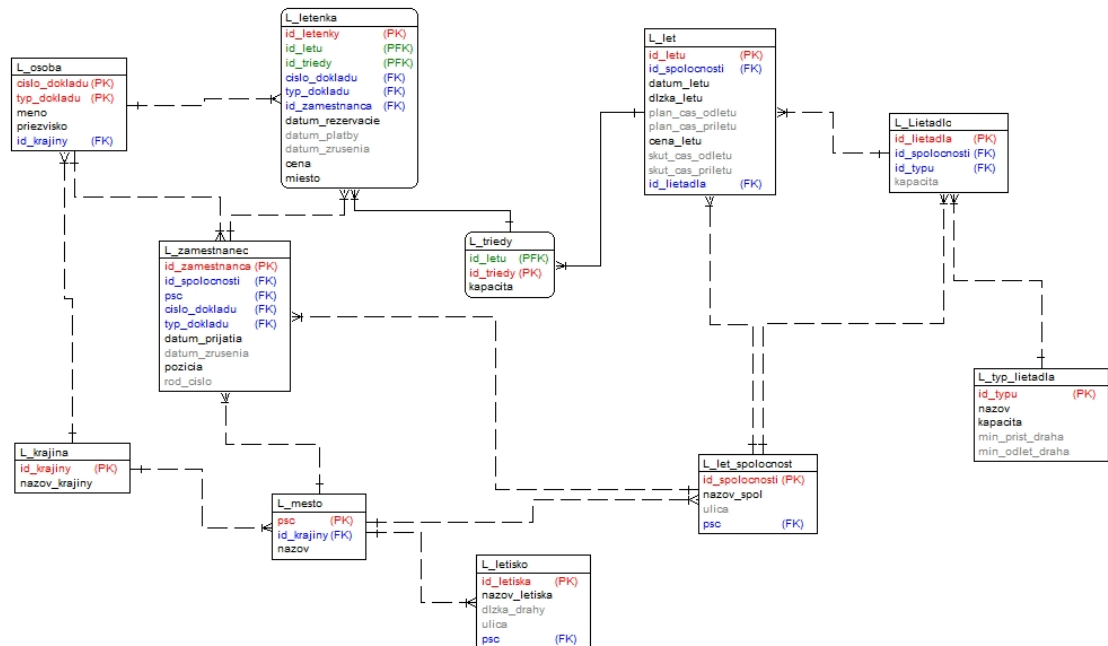 L_letenka
id_letenky (PK)
id_letu (PFK)
id_triedy (PFK)
cislo_dokladu (FK)
typ_dokladu (FK)
id_zamestnanca (FK)
datum_rezervacie
datum_platby
datum_zrusenia
cena
miesto
L_let
id_letu (PK)
id_spolocnosti (FK)
datum_letu
dlzka_letu
plan_cas_odletu
plan_cas_priletu
cena_letu
skut_cas_odletu
skut_cas_priletu
id_lietadla (FK)
L_osoba
cislo_dokladu (PK)
typ_dokladu (PK)
meno
priezvisko
id_krajiny (FK)
L_Lietadlo
id_lietadla (PK)
id_spolocnosti (FK)
id_typu (FK)
kapacita
L_triedy
id_letu (PFK)
id_triedy (PK)
kapacita
L_zamestnanec
id_zamestnanca (PK)
id_spolocnosti (FK)
psc (FK)
cislo_dokladu (FK)
typ_dokladu (FK)
datum_prijatia
datum_zrusenia
pozicia
rod_cislo
L_typ_lietadla
id_typu (PK)
nazov
kapacita
min_prist_draha
min_odlet_draha
L_krajina
id_krajiny (PK)
nazov_krajiny
L_let_spolocnost
id_spolocnosti (PK)
nazov_spol
ulica
psc (FK)
L_mesto
psc (PK)
id_krajiny (FK)
nazov
L_letisko
id_letiska (PK)
nazov_letiska
dlzka_drahy
ulica
psc (FK)